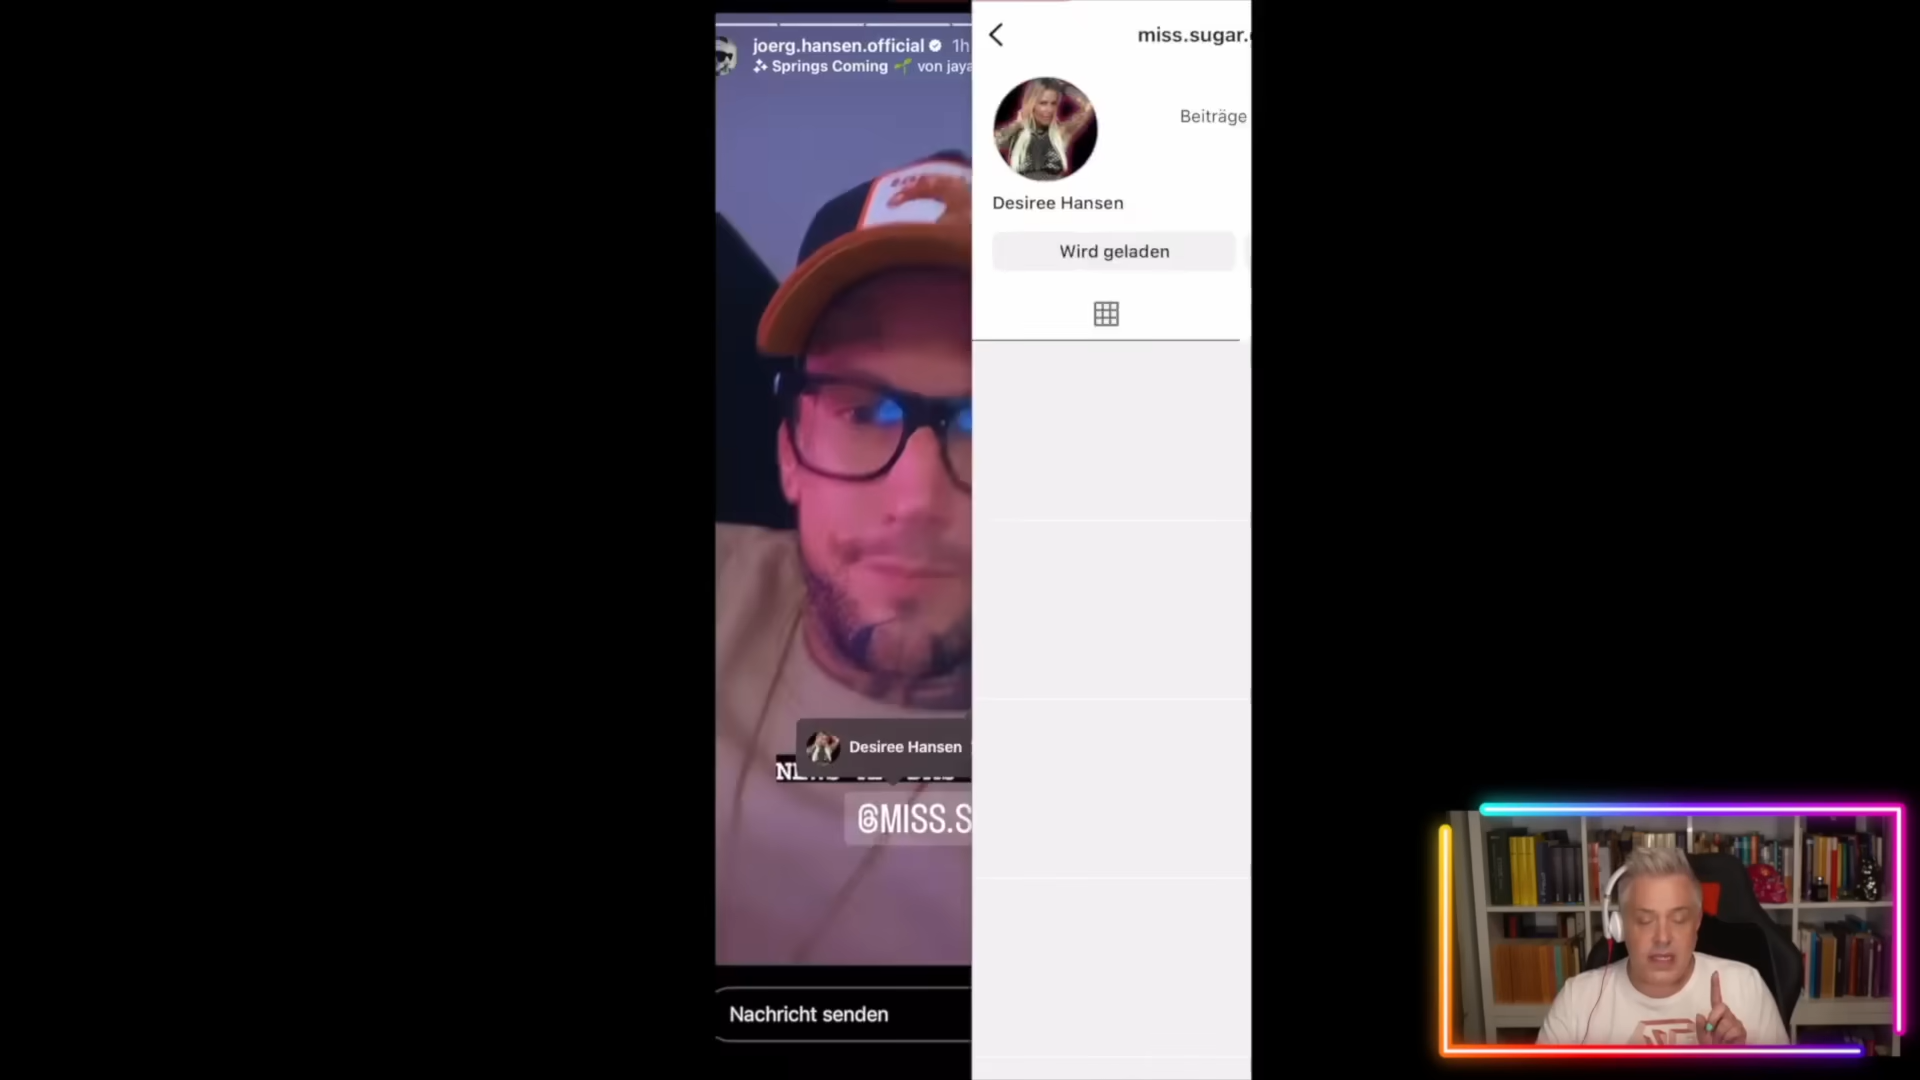 joerg.hansen.official 1h
Springs Coming von jaya
Desiree Hansen
@MISS.S
Nachricht senden
miss.sugar.
Beiträge
Desiree Hansen
Wird geladen